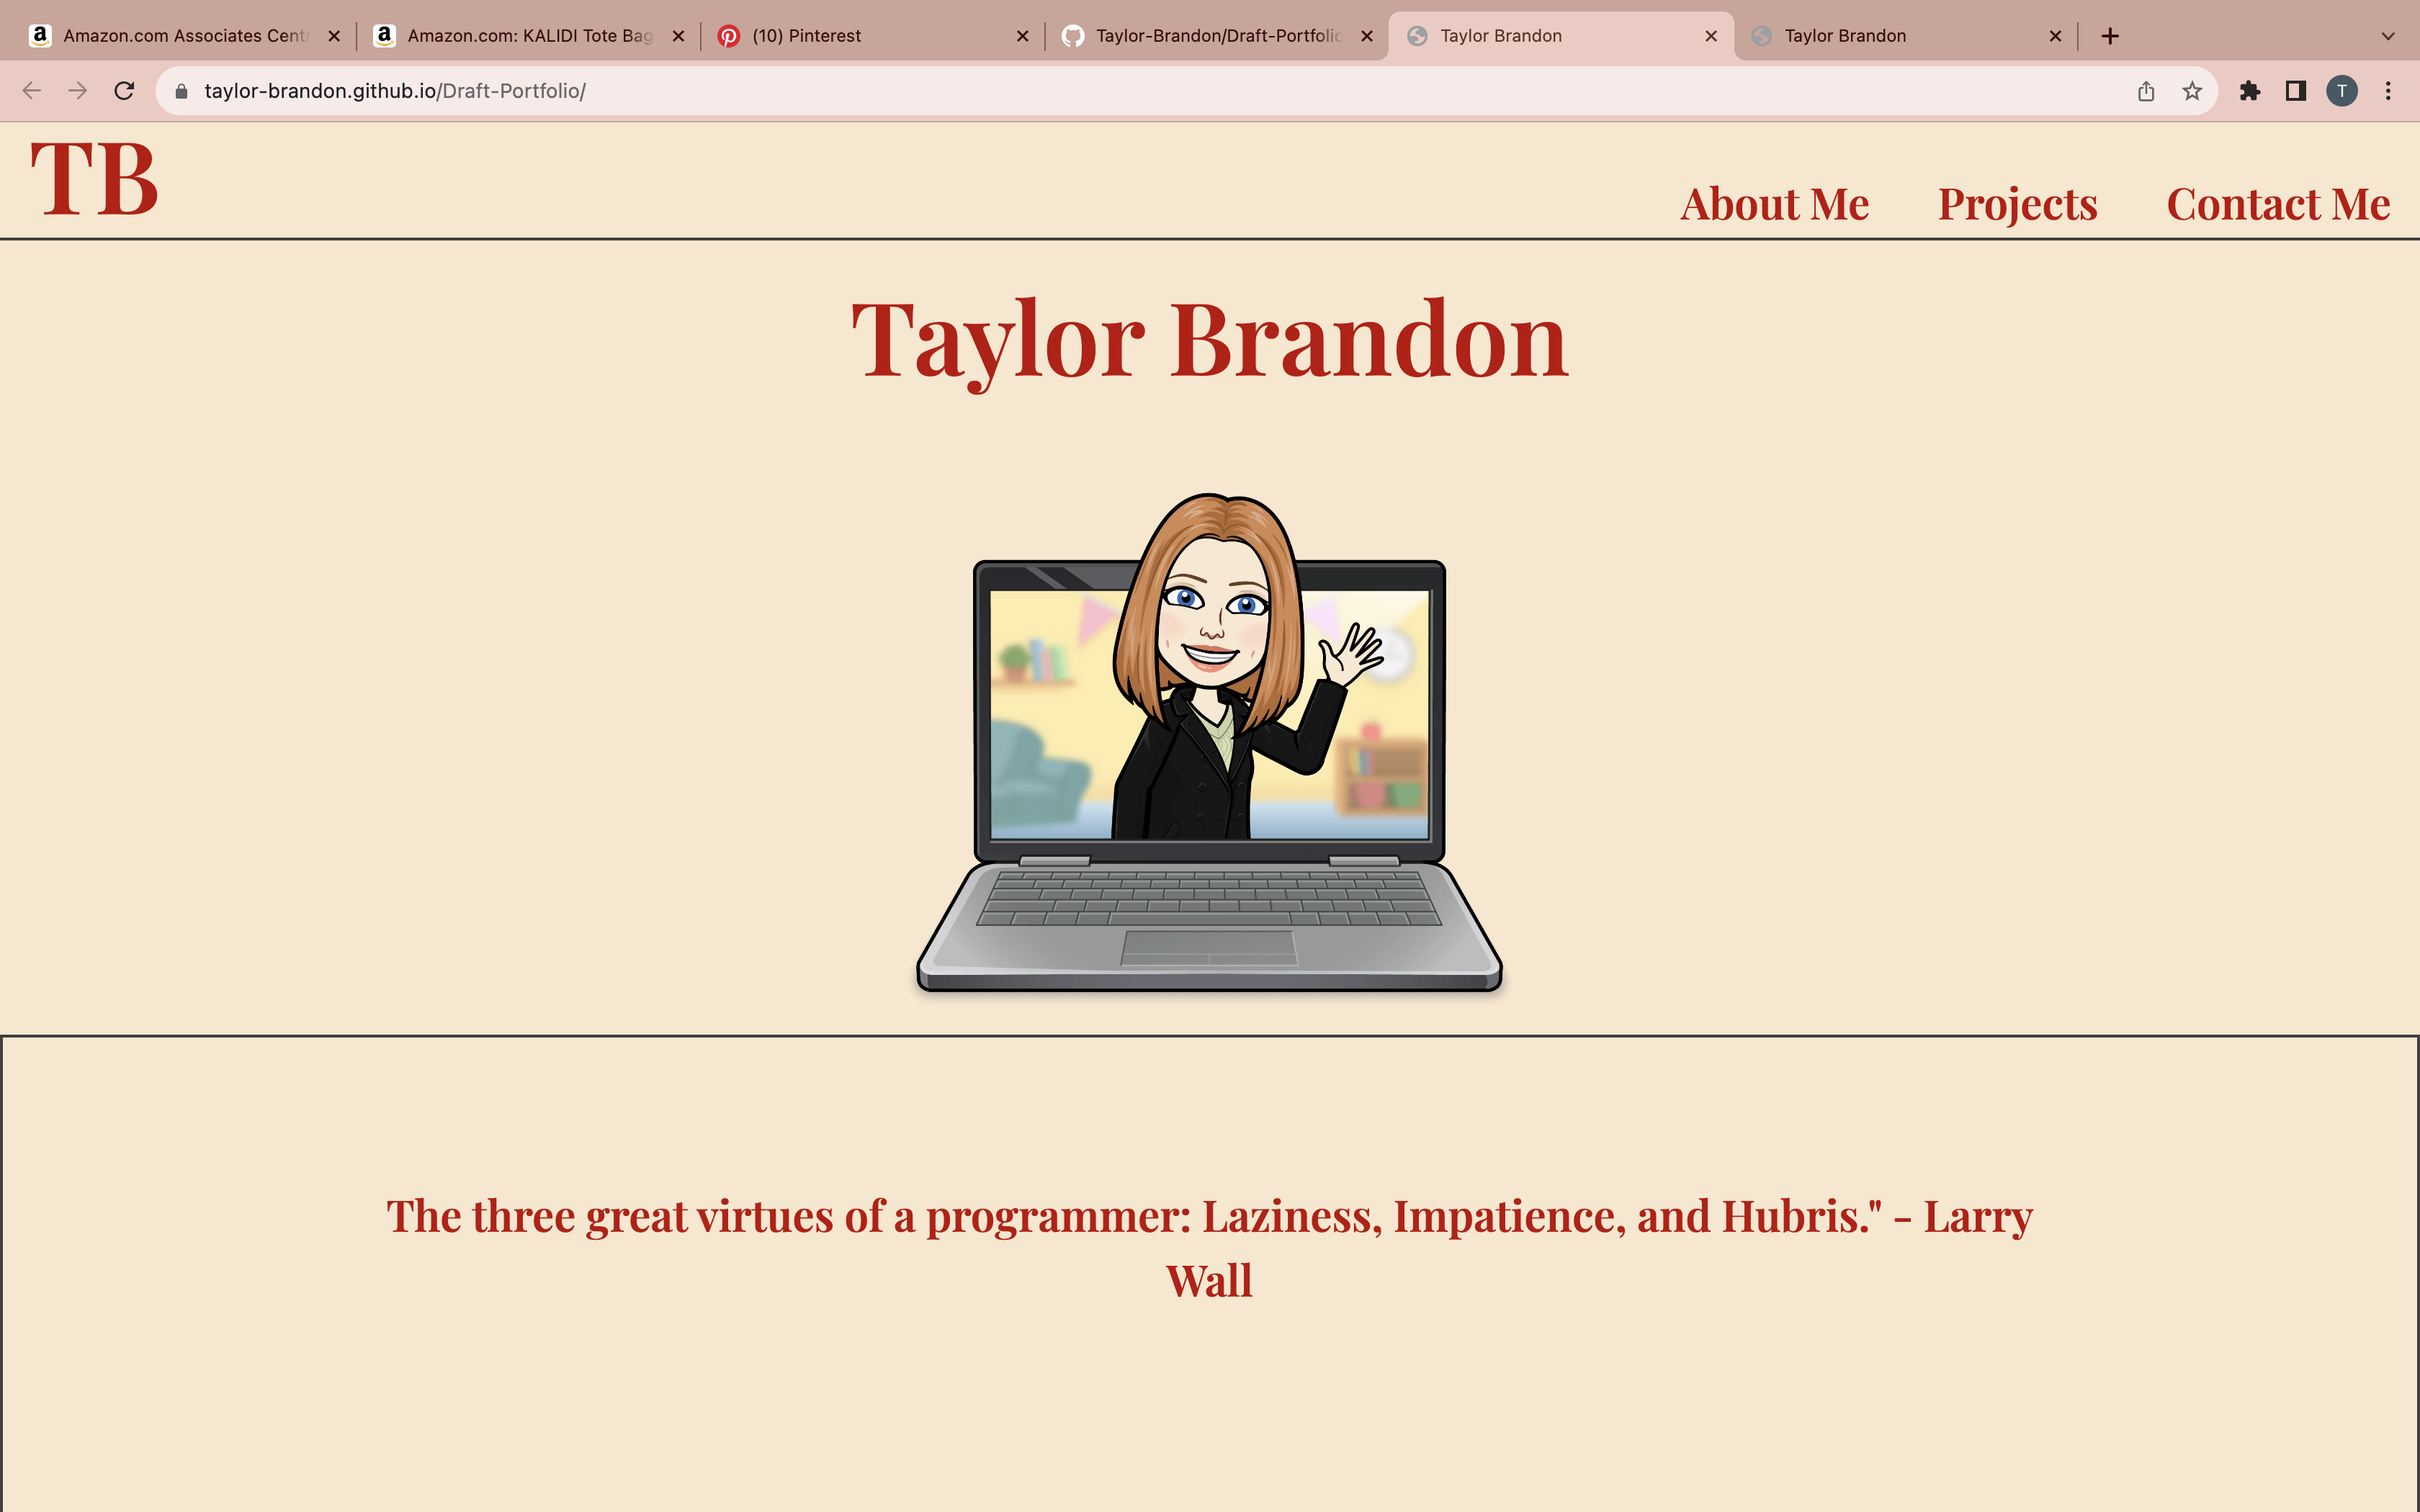 Amazon.com Associates Cent
Amazon.com: KALIDI Tote Bag
(10) Pinterest
Taylor-Brandon/Draft-Portfolio
Taylor Brandon
Taylor Brandon
taylor-brandon.github.io/Draft-Portfolio/
T
TB
About Me
Projects
Contact Me
Taylor Brandon
The three great virtues of a programmer: Laziness, Impatience, and Hubris." - Larry
Wall